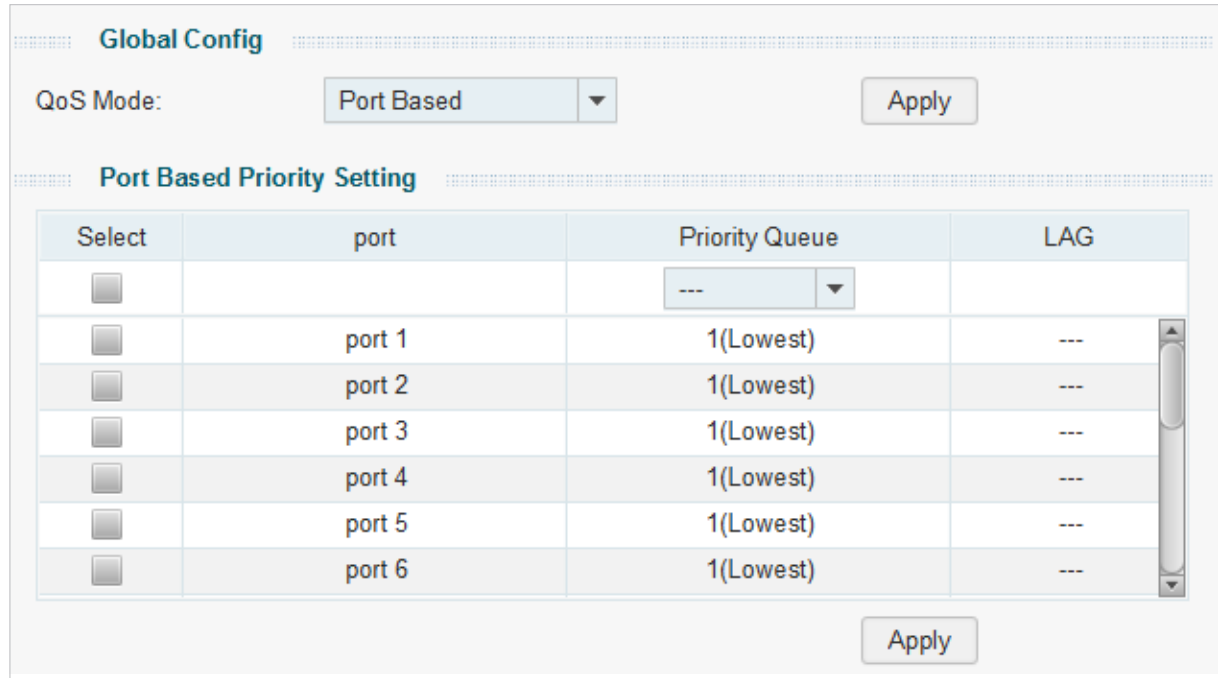 Global Config
QoS Mode: Port Based Apply
Port Based Priority Setting
Select port Priority Queue LAG
---
port 1 1(Lowest) ---
port 2 1(Lowest) ---
port 3 1(Lowest) ---
port 4 1(Lowest) ---
port 5 1(Lowest) ---
port 6 1(Lowest) ---
Apply